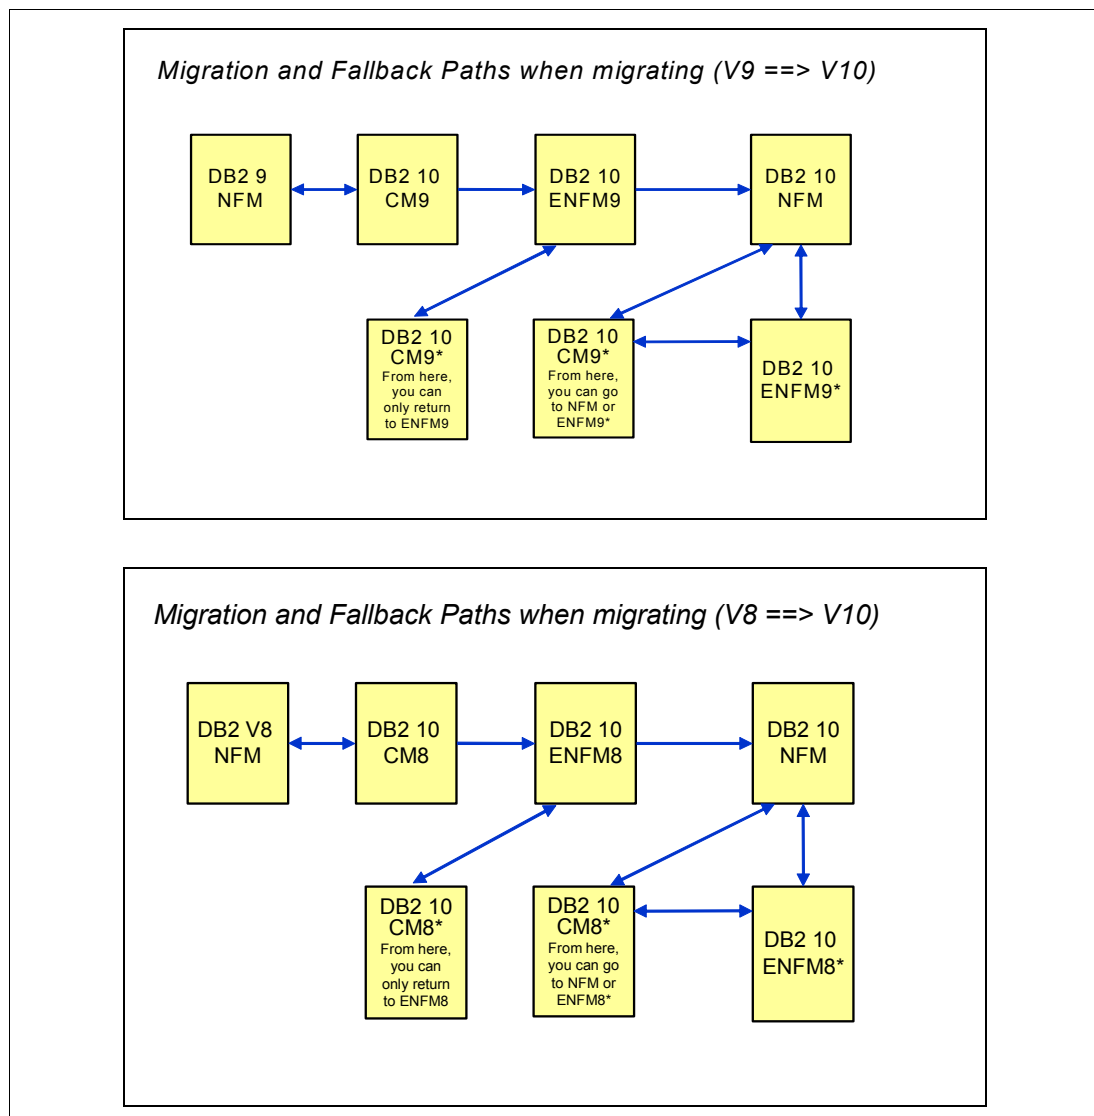 Migration and Fallback Paths when migrating (V9 ==> V10)
DB2 9
NFM
DB2 10
CM9
DB2 10
ENFM9
DB2 10
NFM
DB2 10
CM9*
From here,
you can
only return
to ENFM9
DB2 10
CM9*
From here,
you can go
to NFM or
ENFM9*
DB2 10
ENFM9*
Migration and Fallback Paths when migrating (V8 ==> V10)
DB2 V8
NFM
DB2 10
CM8
DB2 10
ENFM8
DB2 10
NFM
DB2 10
CM8*
From here,
you can
only return
to ENFM8
DB2 10
CM8*
From here,
you can go
to NFM or
ENFM8*
DB2 10
ENFM8*